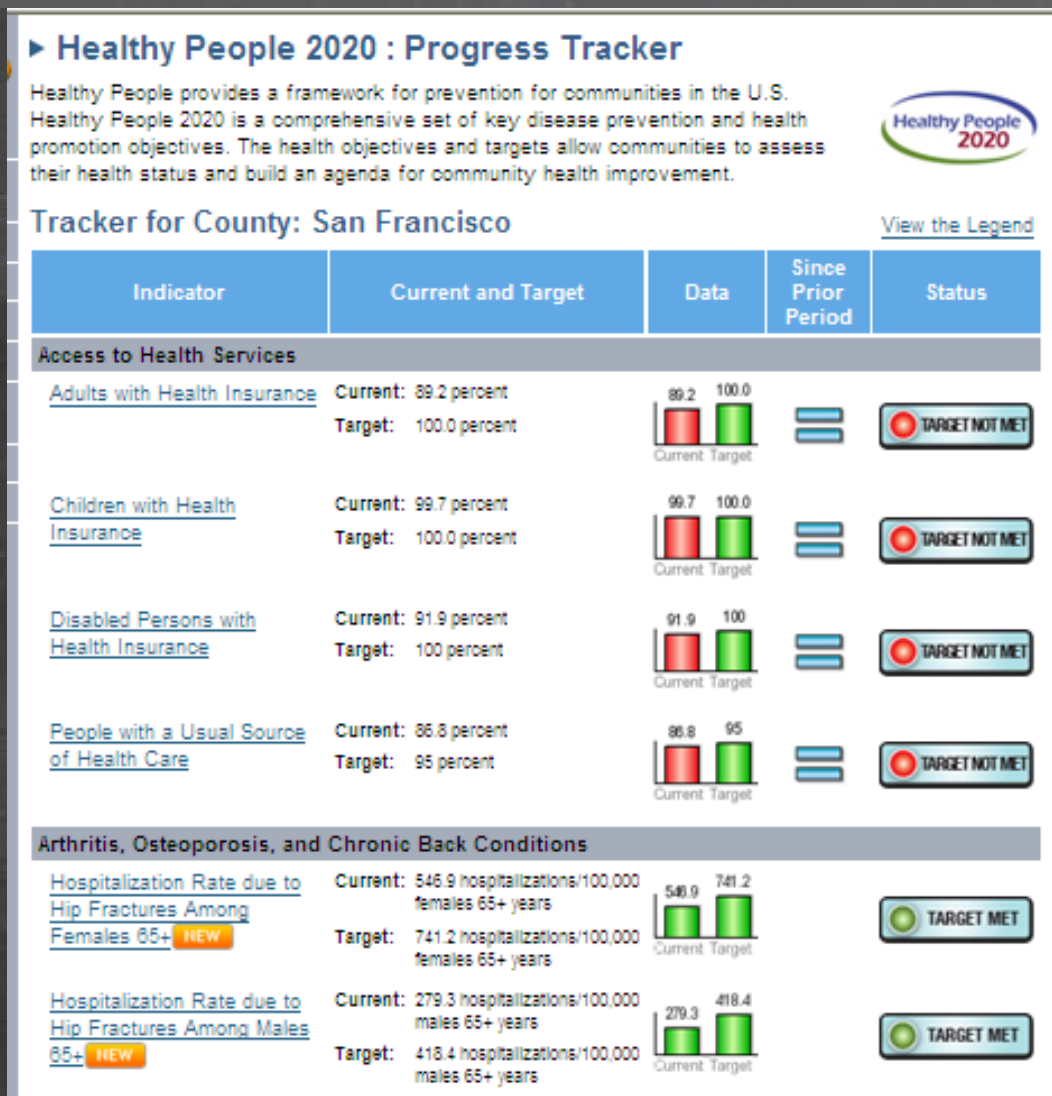 Healthy People 2020 : Progress Tracker
Healthy People provides a framework for prevention for communities in the U.S.
Healthy People 2020 is a comprehensive set of key disease prevention and health
promotion objectives. The health objectives and targets allow communities to assess
their health status and build an agenda for community health improvement.
Healthy People
2020
Tracker for County: San Francisco
View the Legend
Indicator
Current and Target
Data
Since
Prior
Period
Status
Access to Health Services
Adults with Health Insurance
Current: 89.2 percent
Target: 100.0 percent
89.2 100.0
Current Target
TARGET NOT MET
Children with Health
Insurance
Current: 99.7 percent
Target: 100.0 percent
99.7 100.0
Current Target
TARGET NOT MET
Disabled Persons with
Health Insurance
Current: 91.9 percent
Target: 100 percent
91.9 100
Current Target
TARGET NOT MET
People with a Usual Source
of Health Care
Current: 86.8 percent
Target: 95 percent
86.8 95
Current Target
TARGET NOT MET
Arthritis, Osteoporosis, and Chronic Back Conditions
Hospitalization Rate due to
Hip Fractures Among
Females 65+ NEW
Current: 546.9 hospitalizations/100,000
females 65+ years
Target: 741.2 hospitalizations/100,000
females 65+ years
546.9 741.2
Current Target
TARGET MET
Hospitalization Rate due to
Hip Fractures Among Males
65+ NEW
Current: 279.3 hospitalizations/100,000
males 65+ years
Target: 418.4 hospitalizations/100,000
males 65+ years
279.3 418.4
Current Target
TARGET MET